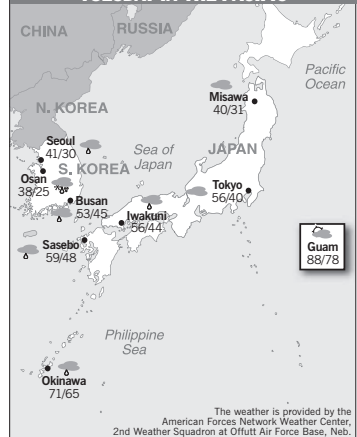 CHINA
RUSSIA
Pacific
Ocean
N. KOREA
Misawa
40/31
Seoul
41/30
Sea of
Japan
JAPAN
S. KOREA
Osan
38/25
Busan
53/45
Tokyo
56/40
Iwakuni
56/44
Sasebo
59/48
Guam
88/78
Philippine
Sea
Okinawa
71/65
The weather is provided by the
American Forces Network Weather Center,
2nd Weather Squadron at Offutt Air Force Base, Neb.